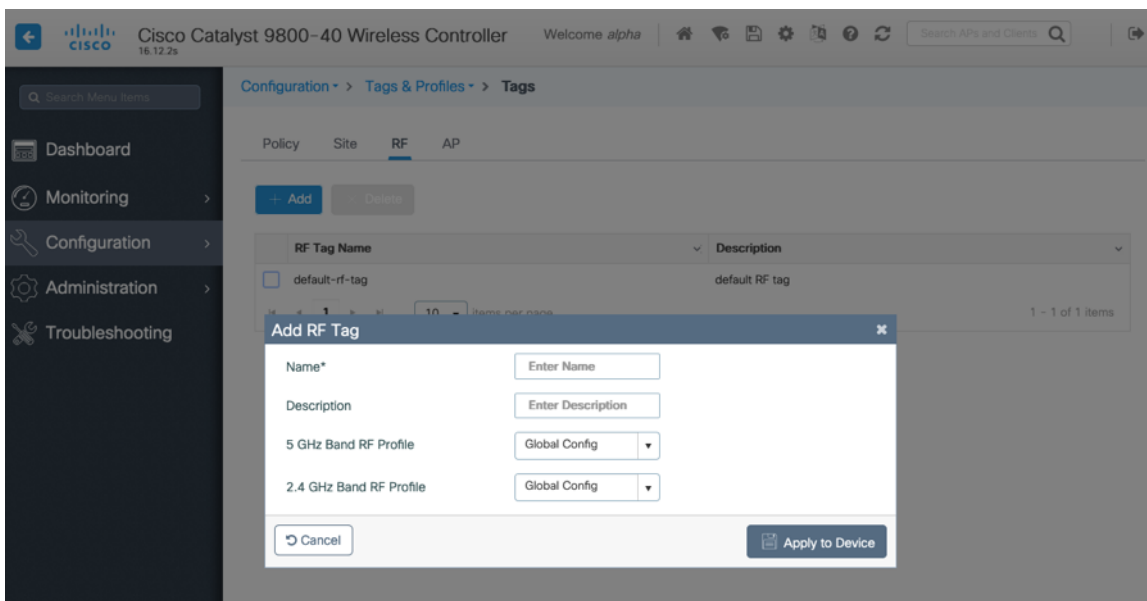 CISCO
Cisco Catalyst 9800-40 Wireless Controller
16.12.2s
Welcome alpha
Search APs and Clients
Search Menu Items
Dashboard
Monitoring
Configuration
Administration
Troubleshooting
Configuration > Tags & Profiles > Tags
Policy Site RF AP
+ Add Delete
RF Tag Name Description
default-rf-tag default RF tag
1 10 items per page 1 - 1 of 1 items
Add RF Tag
Name* Enter Name
Description Enter Description
5 GHz Band RF Profile Global Config
2.4 GHz Band RF Profile Global Config
Cancel Apply to Device